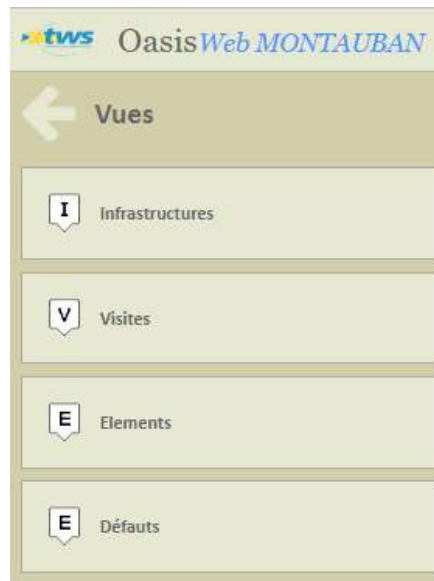 tws OasisWeb MONTAUBAN
Vues
I Infrastructures
V Visites
E Elements
E Défauts